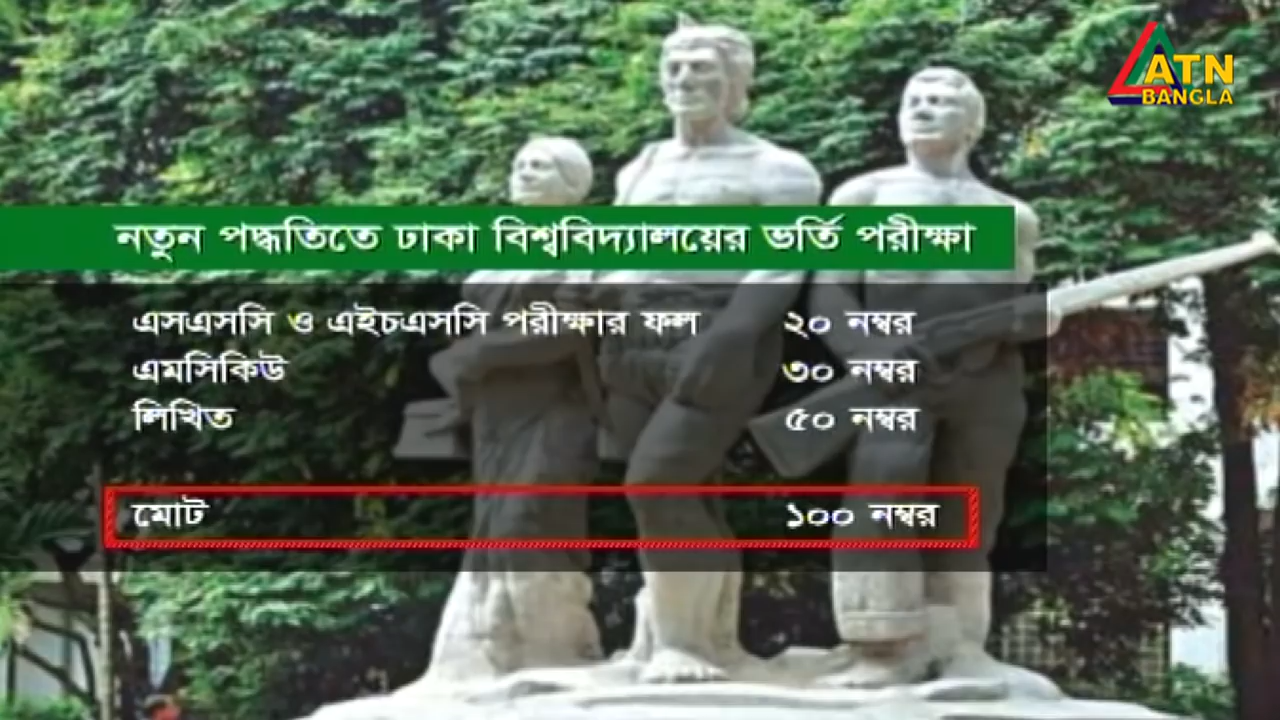 ATN
BANGLA
নতুন পদ্ধতিতে ঢাকা বিশ্ববিদ্যালয়ের ভর্তি পরীক্ষা
এসএসসি ও এইচএসসি পরীক্ষার ফল ২০ নম্বর
এমসিকিউ ৩০ নম্বর
লিখিত ৫০ নম্বর
মোট ১০০ নম্বর